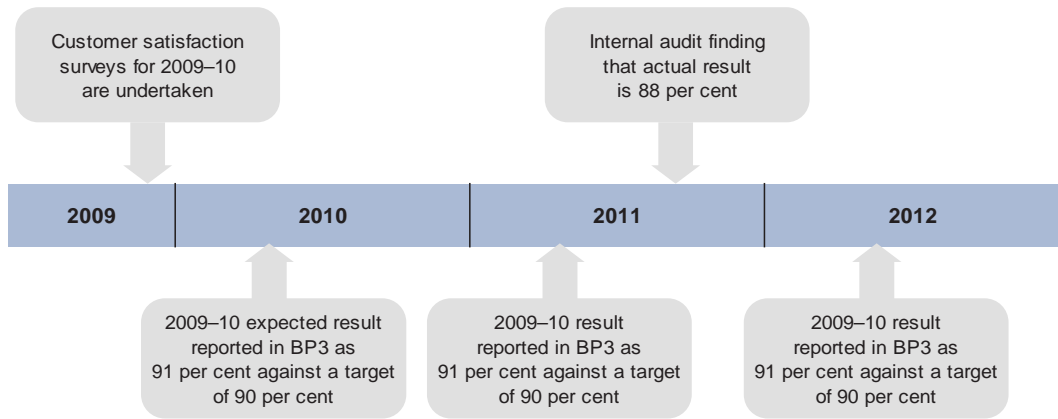 Customer satisfaction
surveys for 2009–10
are undertaken
Internal audit finding
that actual result
is 88 per cent
2009
2010
2011
2012
2009–10 expected result
reported in BP3 as
91 per cent against a target
of 90 per cent
2009–10 result
reported in BP3 as
91 per cent against a target
of 90 per cent
2009–10 result
reported in BP3 as
91 per cent against a target
of 90 per cent